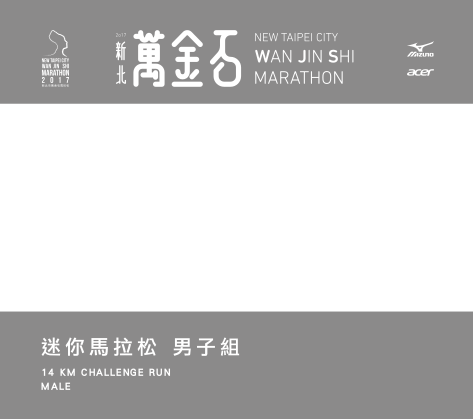 NEW TAIPEI CITY
WAN JIN SHI
MARATHON
2017
2017
新北
萬金石
NEW TAIPEI CITY
WAN JIN SHI
MARATHON
MIZUNO
acer
迷你馬拉松 男子組
14 KM CHALLENGE RUN
MALE